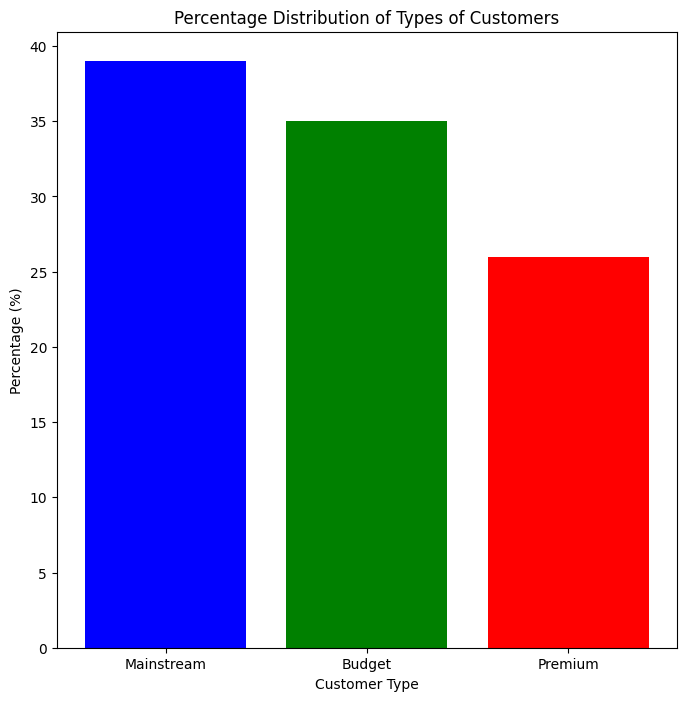 Percentage Distribution of Types of Customers
Percentage (%)
40
35
30
25
20
15
10
5
0
Mainstream Budget Premium
Customer Type